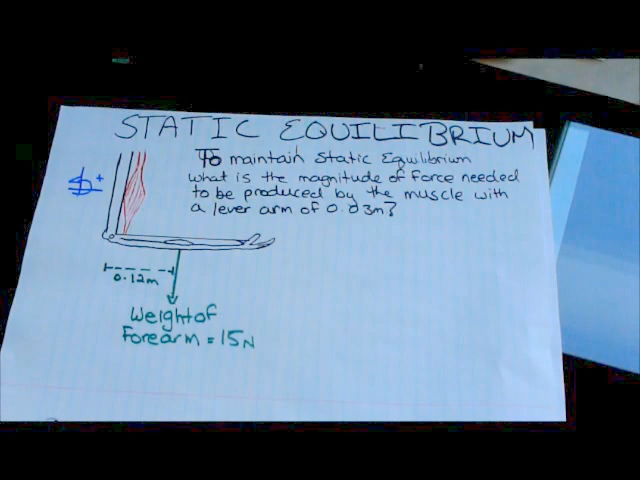 STATIC EQUILIBRIUM
To maintain Static Equilibrium
what is the magnitude of force needed
to be produced by the muscle with
a lever arm of 0.03m?
+
0.12m
Weight of
Forearm = 15N